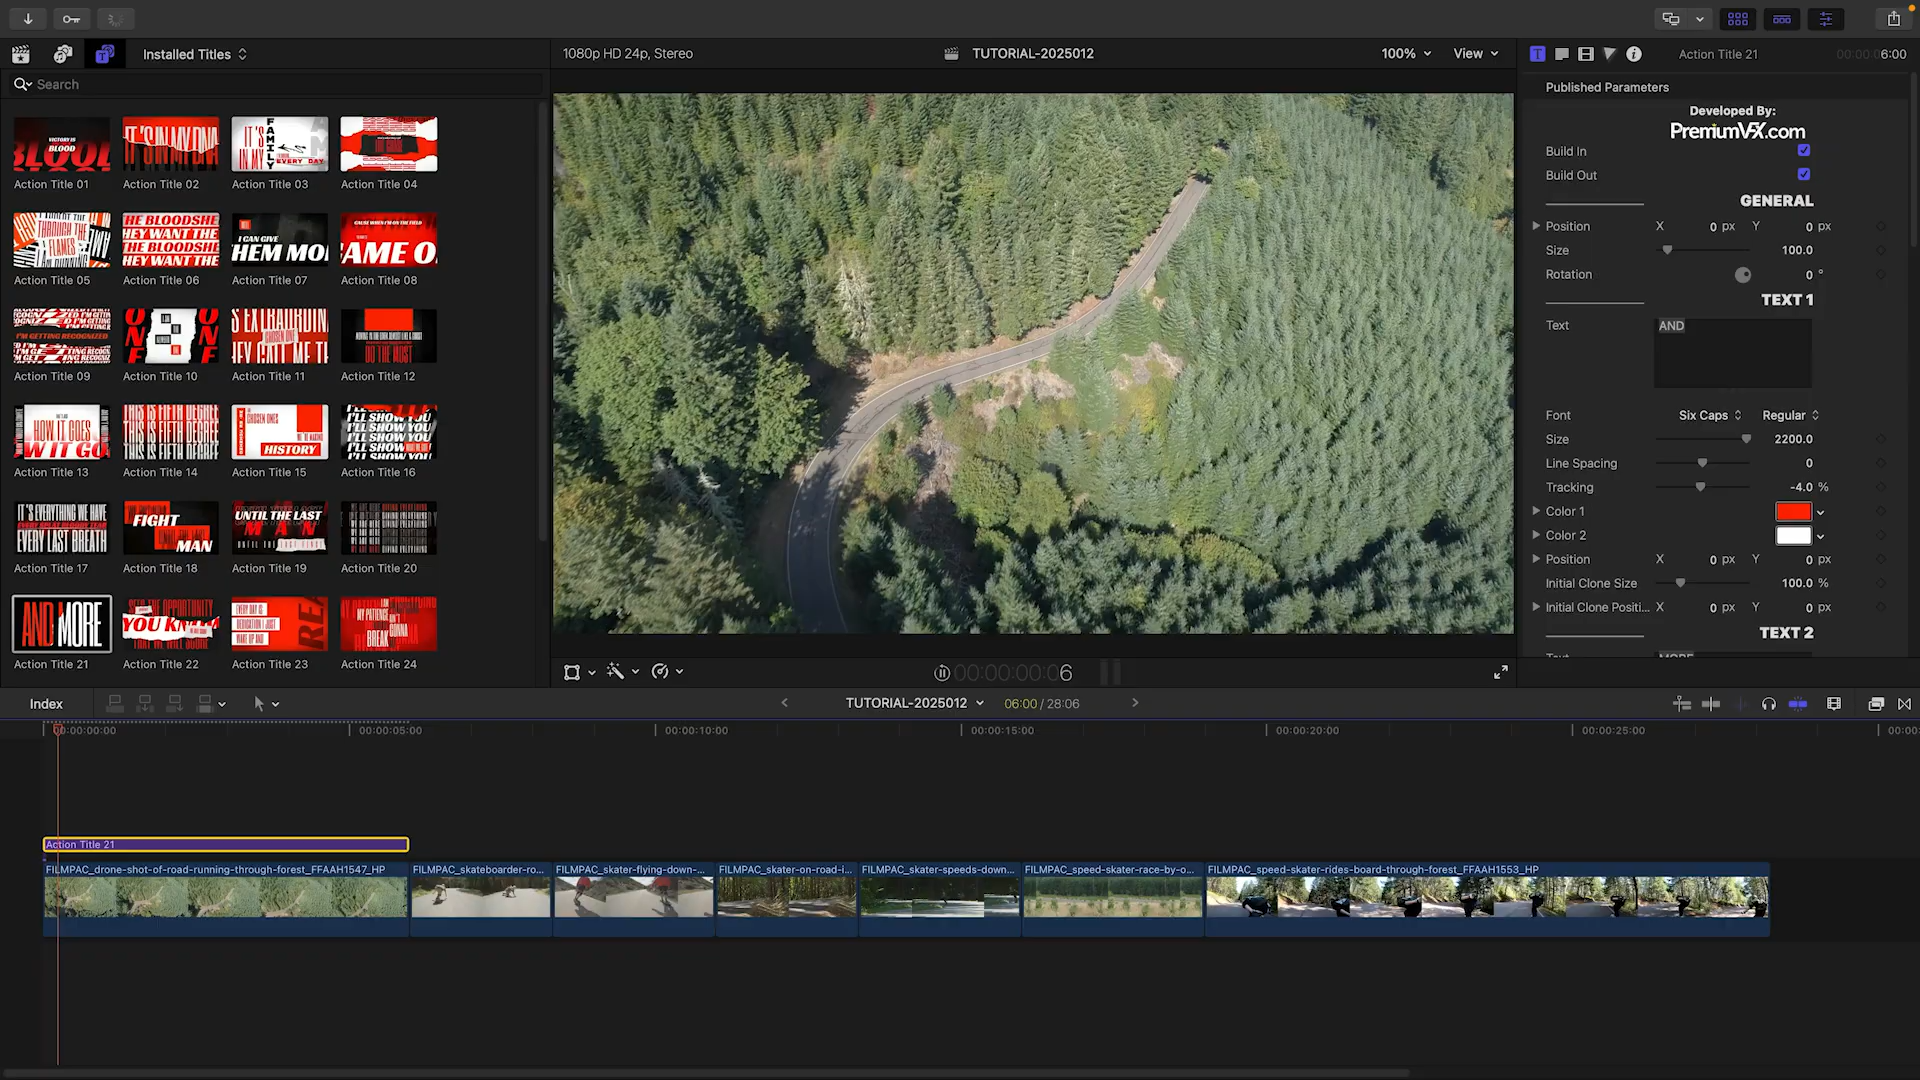 Installed Titles
1080p HD 24p, Stereo
TUTORIAL-2025012
100%
View
Action Title 21
00:00:06:00
Search
Published Parameters
Developed By:
PremiumVX.com
Build In
Build Out
GENERAL
Position X 0 px Y 0 px
Size 100.0
Rotation 0 °
TEXT 1
Text AND
Font Six Caps Regular
Size 2200.0
Line Spacing 0
Tracking -4.0 %
Color 1
Color 2
Position X 0 px Y 0 px
Initial Clone Size 100.0 %
Initial Clone Positi... X 0 px Y 0 px
TEXT 2
Action Title 01
Action Title 02
Action Title 03
Action Title 04
Action Title 05
Action Title 06
Action Title 07
Action Title 08
Action Title 09
Action Title 10
Action Title 11
Action Title 12
Action Title 13
Action Title 14
Action Title 15
Action Title 16
Action Title 17
Action Title 18
Action Title 19
Action Title 20
AND MORE
Action Title 21
Action Title 22
Action Title 23
Action Title 24
00:00:00:06
Index
TUTORIAL-2025012
06:00 / 28:06
00:00:00:00
00:00:05:00
00:00:10:00
00:00:15:00
00:00:20:00
00:00:25:00
Action Title 21
FILMPAC_drone-shot-of-road-running-through-forest_FFAAH1547_HP
FILMPAC_skateboarder-ro...
FILMPAC_skater-flying-down-...
FILMPAC_skater-on-road-i...
FILMPAC_skater-speeds-down...
FILMPAC_speed-skater-race-by-o...
FILMPAC_speed-skater-rides-board-through-forest_FFAAH1553_HP